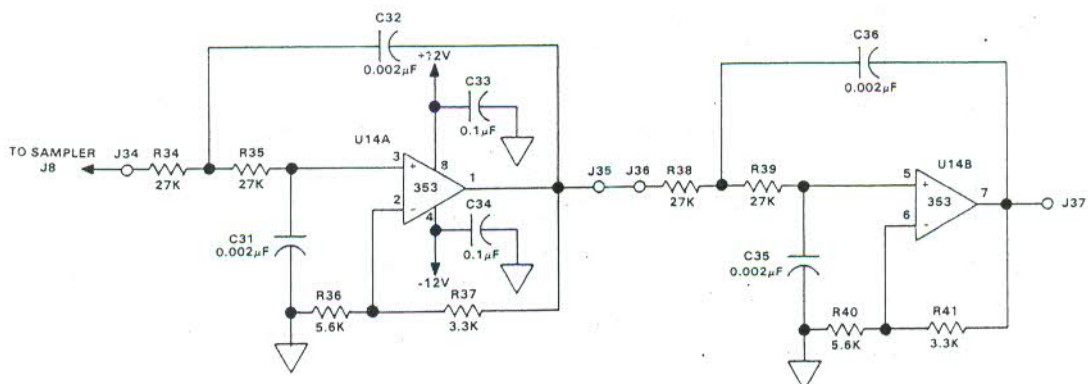 C32
0.002µF
+12V
C33
0.1µF
U14A
TO SAMPLER
J8
J34
R34
27K
R35
27K
3
+
8
353
1
2
-
4
C34
0.1µF
-12V
C31
0.002µF
R36
5.6K
R37
3.3K
J35
J36
C36
0.002µF
R38
27K
R39
27K
U14B
5
+
353
7
6
-
J37
C35
0.002µF
R40
5.6K
R41
3.3K